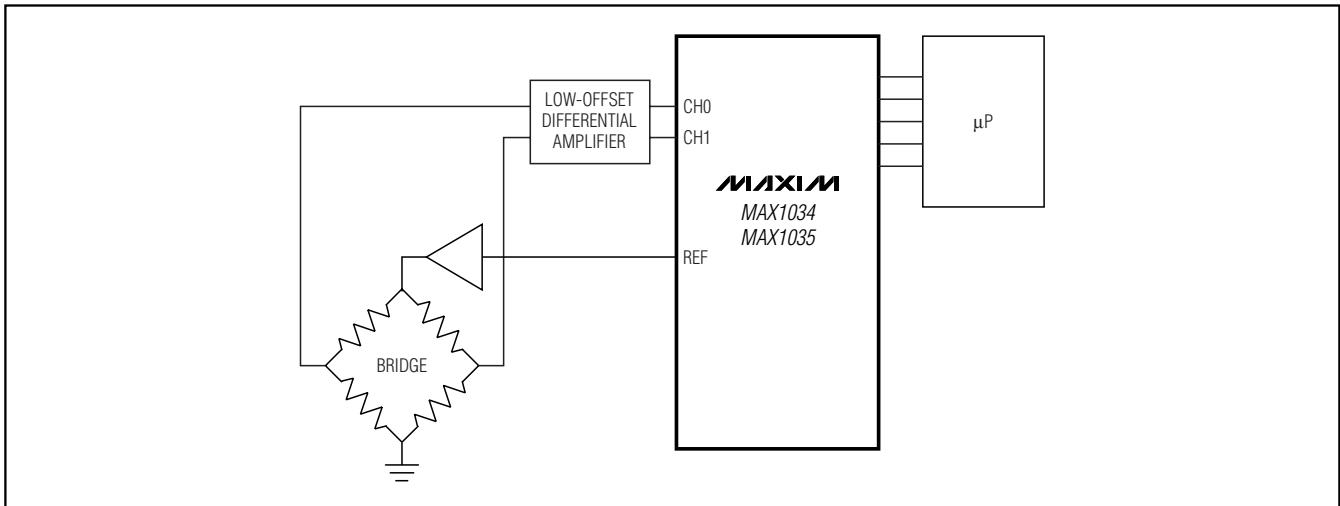 LOW-OFFSET
DIFFERENTIAL
AMPLIFIER
CH0
CH1
REF
MAXIM
MAX1034
MAX1035
µP
BRIDGE